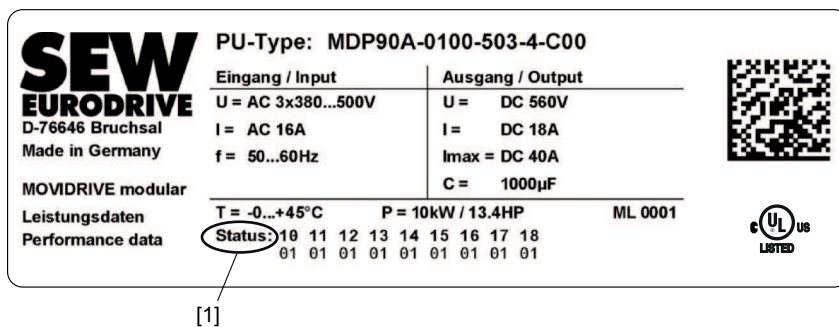 SEW
EURODRIVE
D-76646 Bruchsal
Made in Germany
MOVIDRIVE modular
Leistungsdaten
Performance data
PU-Type: MDP90A-0100-503-4-C00
Eingang / Input
U = AC 3x380...500V
I = AC 16A
f = 50...60Hz
Ausgang / Output
U = DC 560V
I = DC 18A
Imax = DC 40A
C = 1000µF
T = -0...+45°C P = 10kW / 13.4HP ML 0001
Status: 10 11 12 13 14 15 16 17 18
01 01 01 01 01 01 01 01 01
c UL US
LISTED
[1]